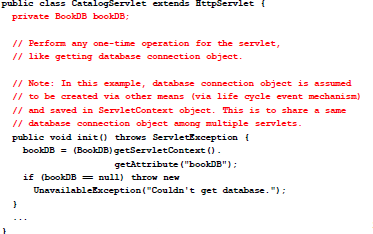 public class CatalogServlet extends HttpServlet {
private BookDB bookDB;
// Perform any one-time operation for the servlet,
// like getting database connection object.
// Note: In this example, database connection object is assumed
// to be created via other means (via life cycle event mechanism)
// and saved in ServletContext object. This is to share a same
// database connection object among multiple servlets.
public void init() throws ServletException {
bookDB = (BookDB)getServletContext().
getAttribute("bookDB");
if (bookDB == null) throw new
UnavailableException("Couldn't get database.");
}
...
}